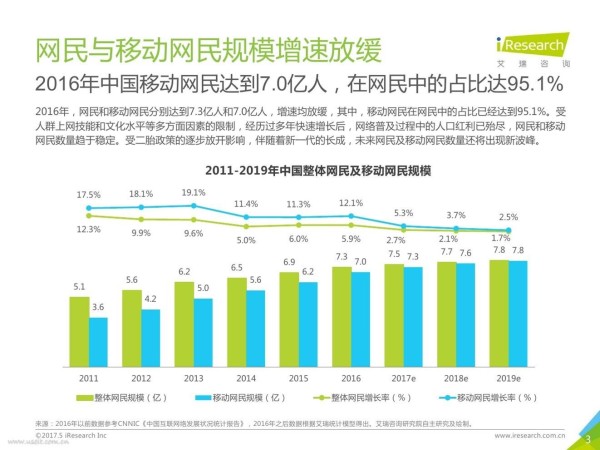 网民与移动网民规模增速放缓
iResearch
艾瑞咨询
2016年中国移动网民达到7.0亿人，在网民中的占比达95.1%
2016年，网民和移动网民分别达到7.3亿人和7.0亿人，增速均放缓，其中，移动网民在网民中的占比已经达到95.1%。受
人群上网技能和文化水平等多方面因素的限制，经历过多年快速增长后，网络普及过程中的人口红利已殆尽，网民和移动
网民数量趋于稳定。受二胎政策的逐步放开影响，伴随着新一代的长成，未来网民及移动网民数量还将出现新波峰。
2011-2019年中国整体网民及移动网民规模
17.5% 18.1% 19.1% 11.4% 11.3% 12.1% 5.3% 3.7% 2.5%
12.3% 9.9% 9.6% 5.0% 6.0% 5.9% 2.7% 2.1% 1.7%
5.1 3.6 5.6 4.2 6.2 5.0 6.5 5.6 6.9 6.2 7.3 7.0 7.5 7.3 7.7 7.6 7.8 7.8
2011 2012 2013 2014 2015 2016 2017e 2018e 2019e
整体网民规模（亿） 移动网民规模（亿） 整体网民增长率（%） 移动网民增长率（%）
来源：2016年以前数据参考CNNIC《中国互联网络发展状况统计报告》，2016年之后数据根据艾瑞统计模型得出。艾瑞咨询研究院自主研究及绘制。
©2017.5 iResearch Inc
www.iresearch.com.cn
3